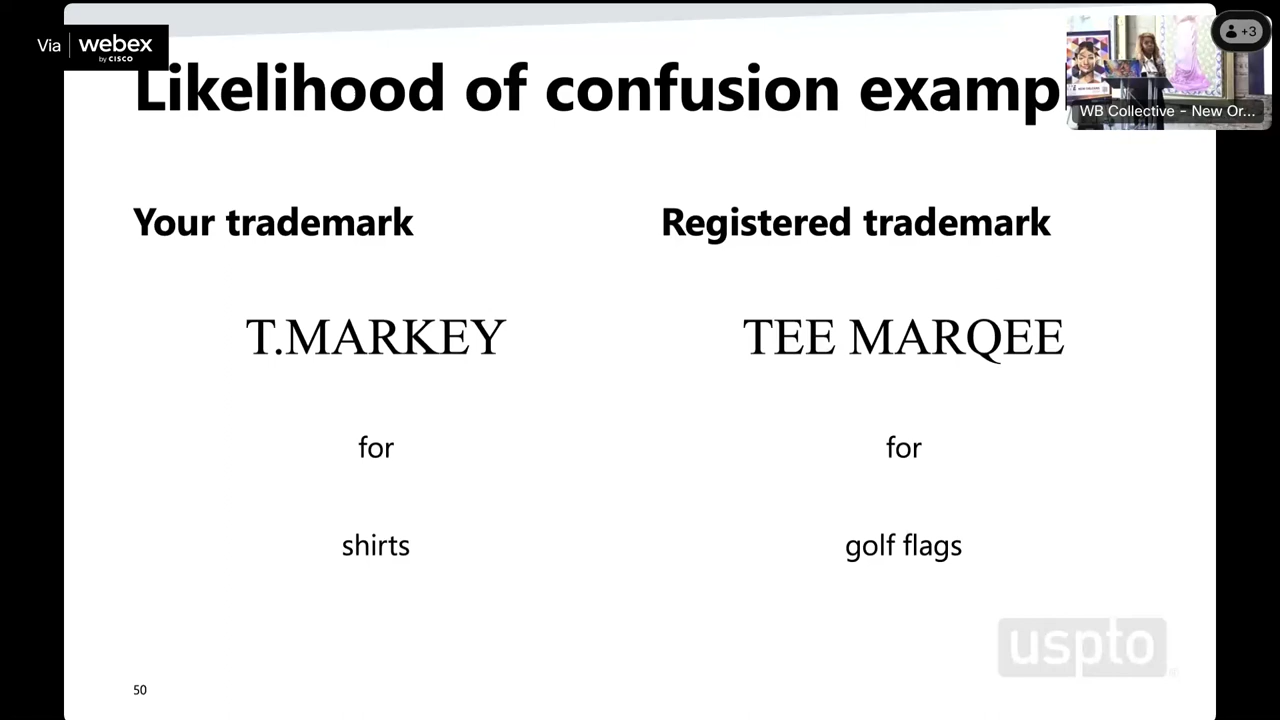 Via webex
by CISCO
+3
WB Collective - New Or...
Likelihood of confusion examp
Your trademark
Registered trademark
T.MARKEY
TEE MARQEE
for
for
shirts
golf flags
uspto
50